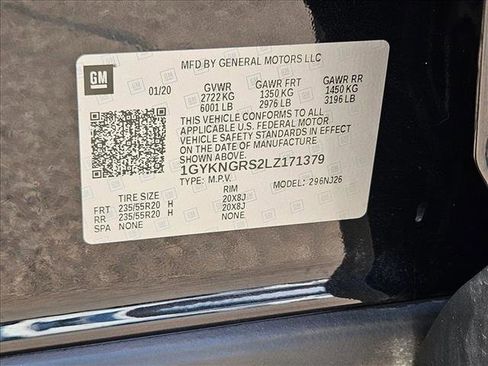 MFD BY GENERAL MOTORS LLC
GM
01/20 GVWR GAWR FRT GAWR RR
2722 KG 1350 KG 1450 KG
6001 LB 2976 LB 3196 LB
THIS VEHICLE CONFORMS TO ALL
APPLICABLE U.S. FEDERAL MOTOR
VEHICLE SAFETY STANDARDS IN EFFECT
ON THE DATE OF MANUFACTURE SHOWN ABOVE.
1GYKNGRS2LZ171379
TYPE: M.P.V. MODEL: 296NJ26
TIRE SIZE RIM
FRT 235/55R20 H 20X8J
RR 235/55R20 H 20X8J
SPA NONE NONE